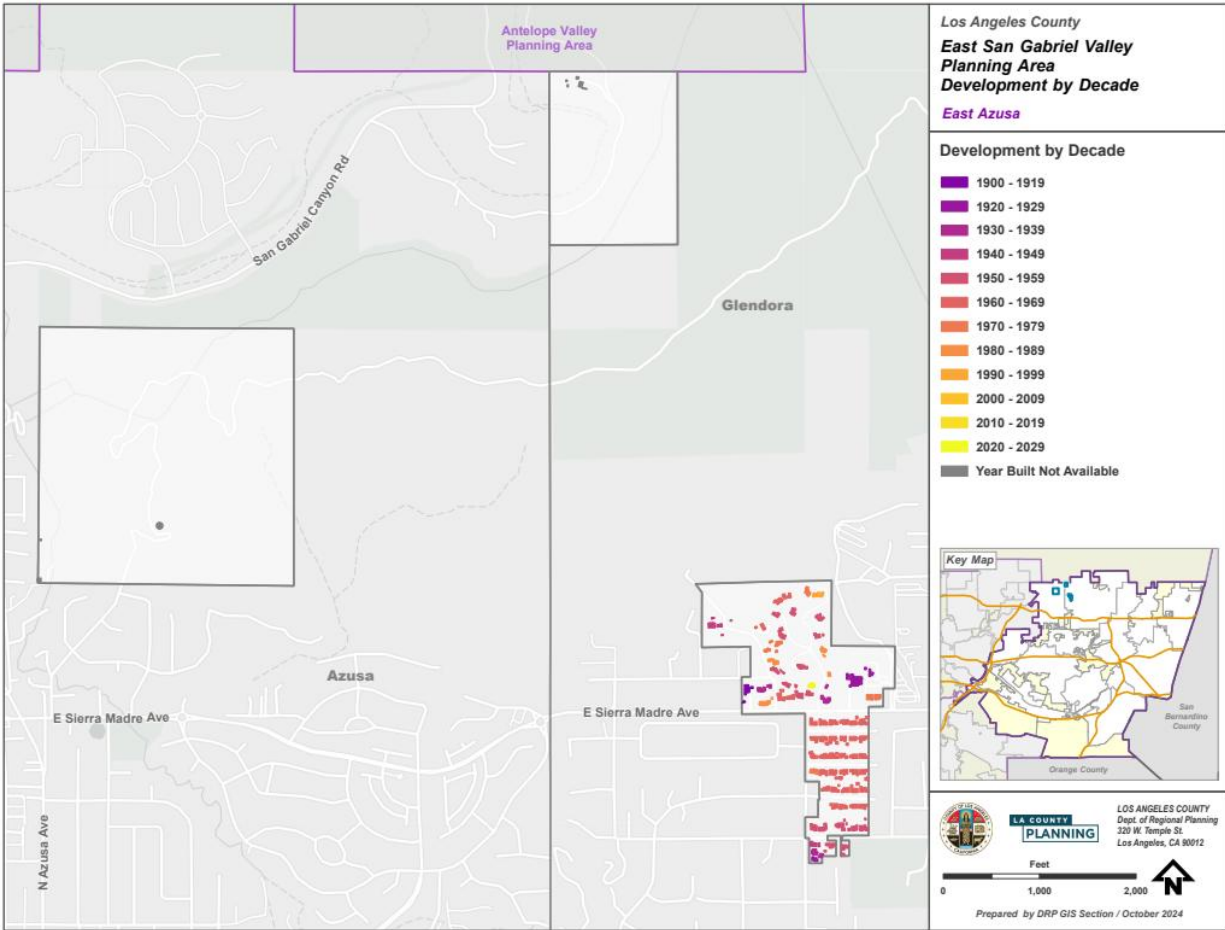 Antelope Valley
Planning Area
San Gabriel Canyon Rd
Glendora
Azusa
E Sierra Madre Ave
E Sierra Madre Ave
N Azusa Ave
Los Angeles County
East San Gabriel Valley
Planning Area
Development by Decade
East Azusa
Development by Decade
1900 - 1919
1920 - 1929
1930 - 1939
1940 - 1949
1950 - 1959
1960 - 1969
1970 - 1979
1980 - 1989
1990 - 1999
2000 - 2009
2010 - 2019
2020 - 2029
Year Built Not Available
Key Map
San
Bernardino
County
Orange County
LA COUNTY
PLANNING
LOS ANGELES COUNTY
Dept. of Regional Planning
320 W. Temple St.
Los Angeles, CA 90012
Feet
0 1,000 2,000
N
Prepared by DRP GIS Section / October 2024